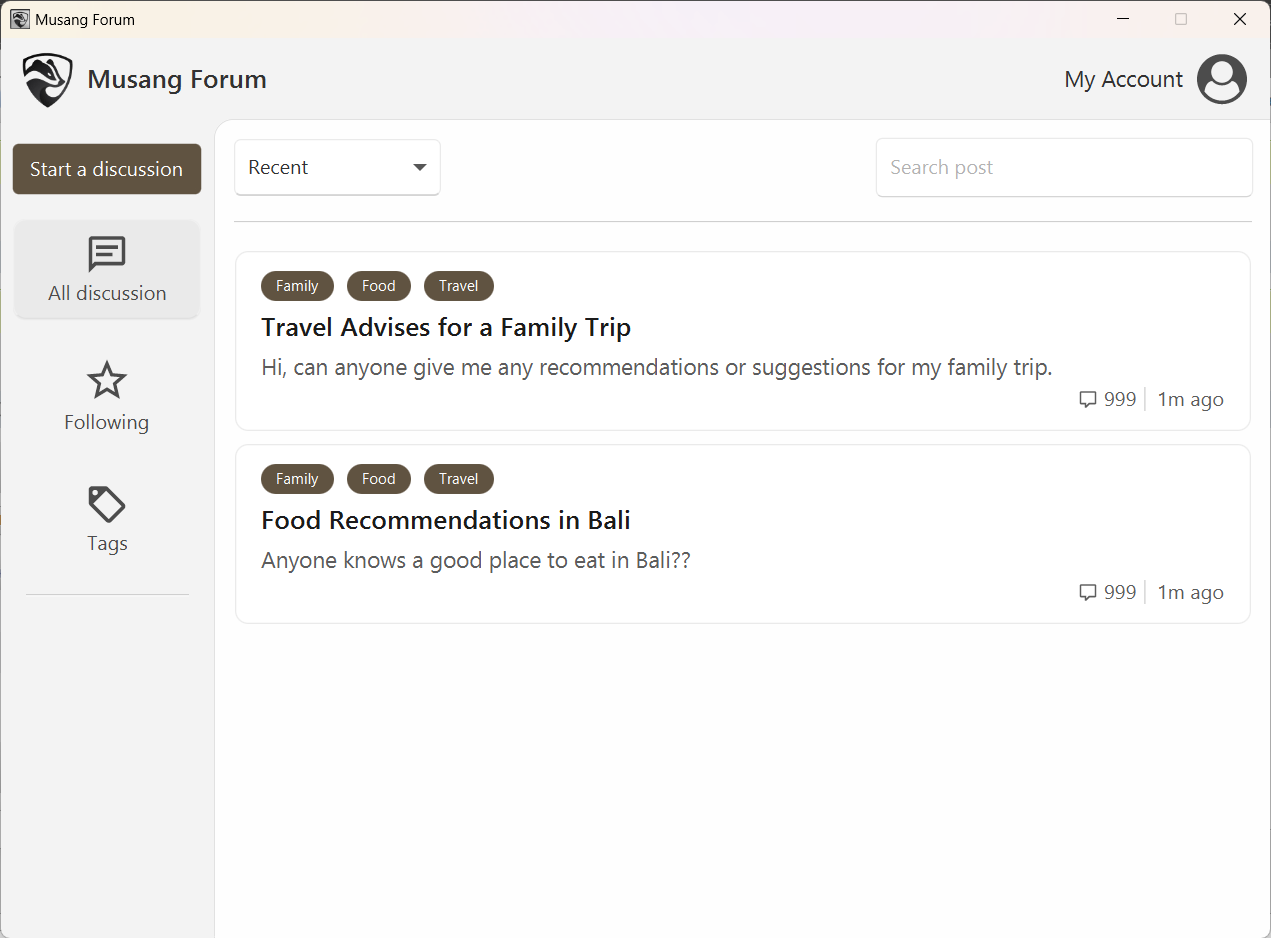 Musang Forum
Musang Forum
My Account
Start a discussion
All discussion
Following
Tags
Recent
Search post
Family Food Travel
Travel Advises for a Family Trip
Hi, can anyone give me any recommendations or suggestions for my family trip.
999 1m ago
Family Food Travel
Food Recommendations in Bali
Anyone knows a good place to eat in Bali??
999 1m ago